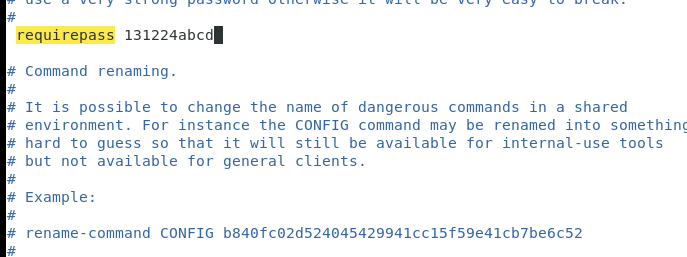 # use a very strong password otherwise it will be very easy to break.
#
requirepass 131224abcd
# Command renaming.
#
# It is possible to change the name of dangerous commands in a shared
# environment. For instance the CONFIG command may be renamed into something
# hard to guess so that it will still be available for internal-use tools
# but not available for general clients.
#
# Example:
#
# rename-command CONFIG b840fc02d524045429941cc15f59e41cb7be6c52
#